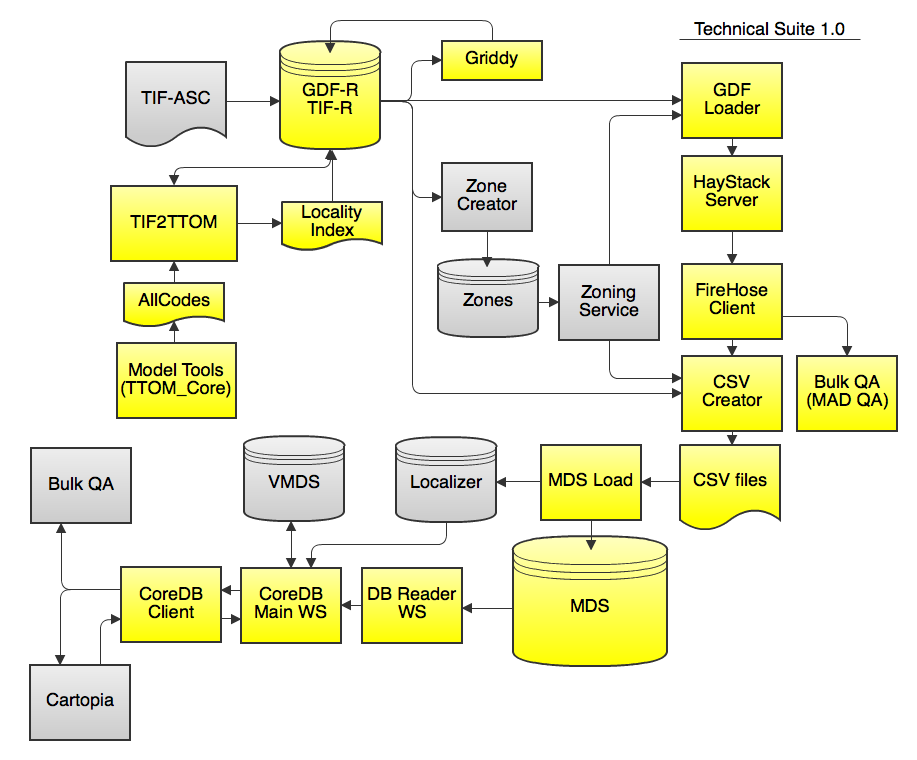 Technical Suite 1.0
Griddy
GDF-R
TIF-R
TIF-ASC
GDF
Loader
Zone
Creator
HayStack
Server
TIF2TTOM
Locality
Index
AllCodes
Zones
Zoning
Service
FireHose
Client
Model Tools
(TTOM_Core)
CSV
Creator
Bulk QA
(MAD QA)
Bulk QA
VMDS
Localizer
MDS Load
CSV files
CoreDB
Client
CoreDB
Main WS
DB Reader
WS
MDS
Cartopia